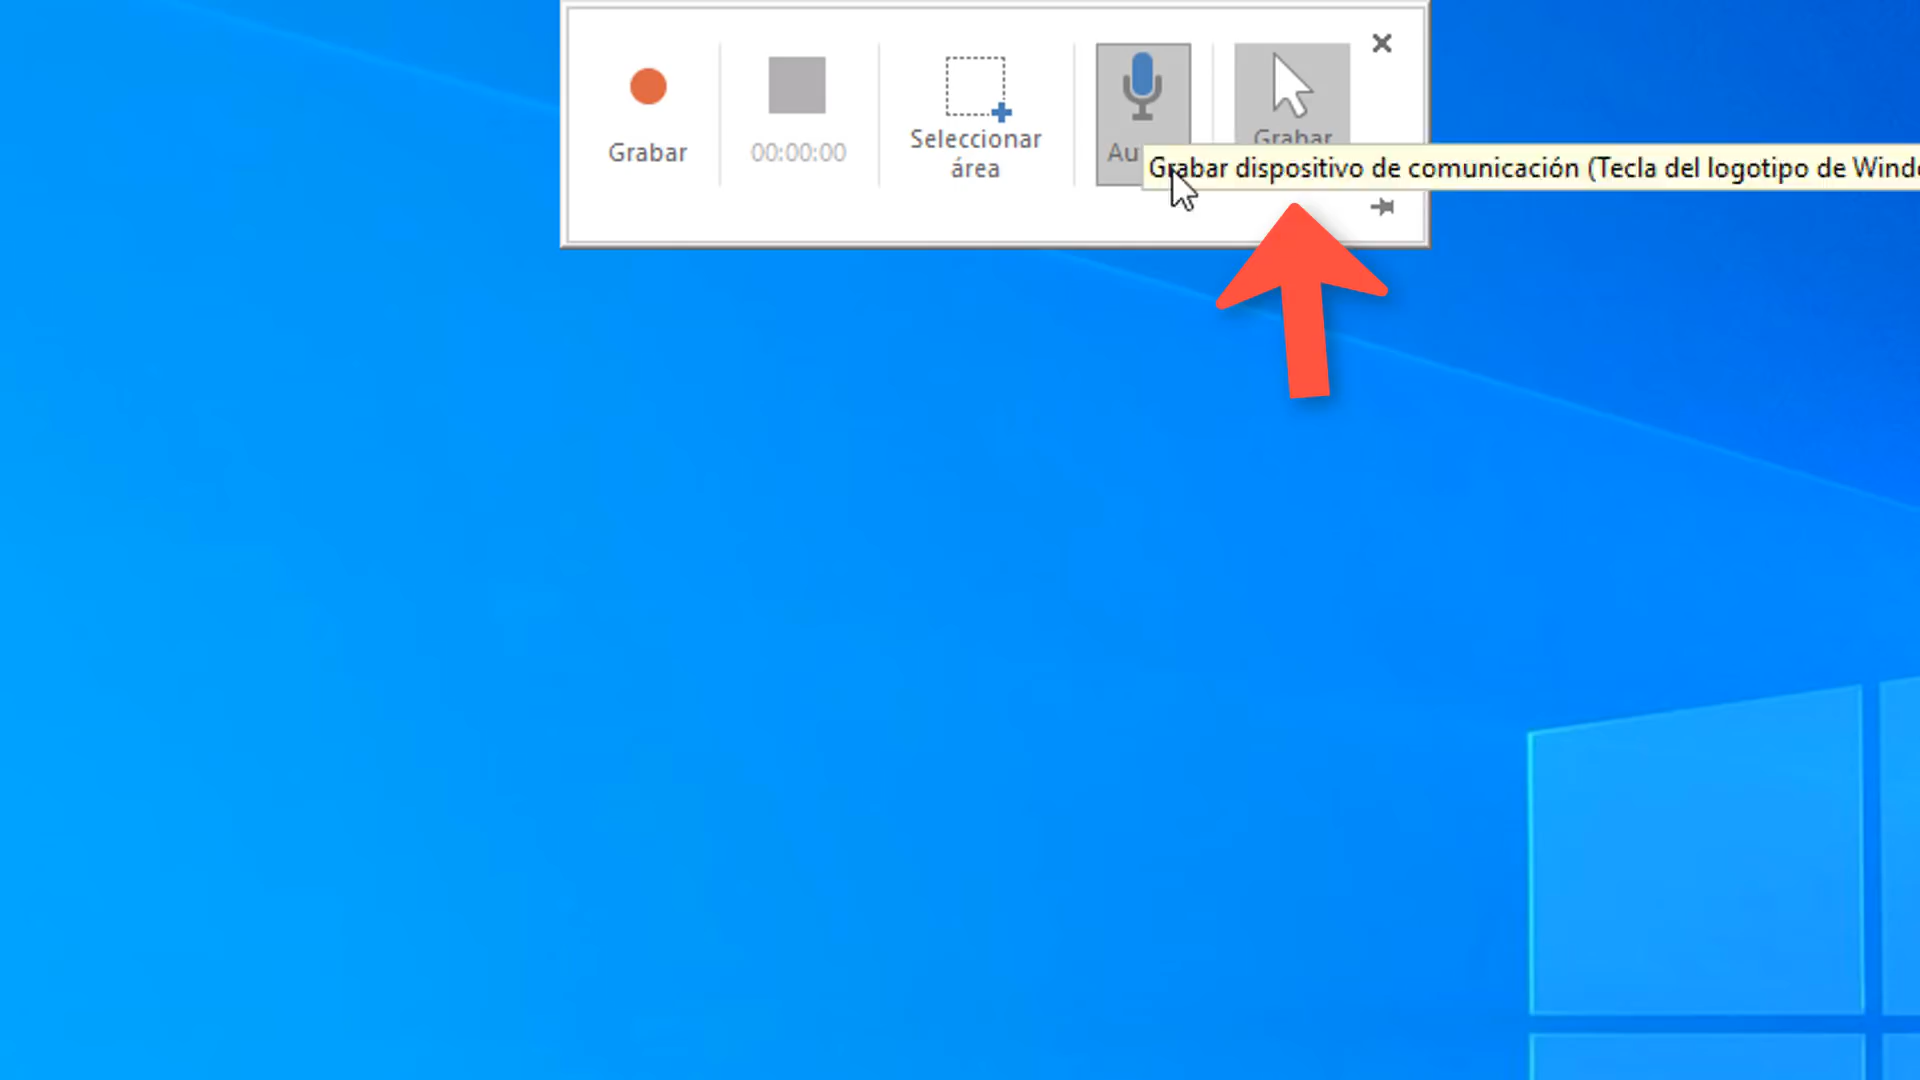 Grabar
00:00:00
Seleccionar
área
Au
Grabar
Grabar dispositivo de comunicación (Tecla del logotipo de Wind